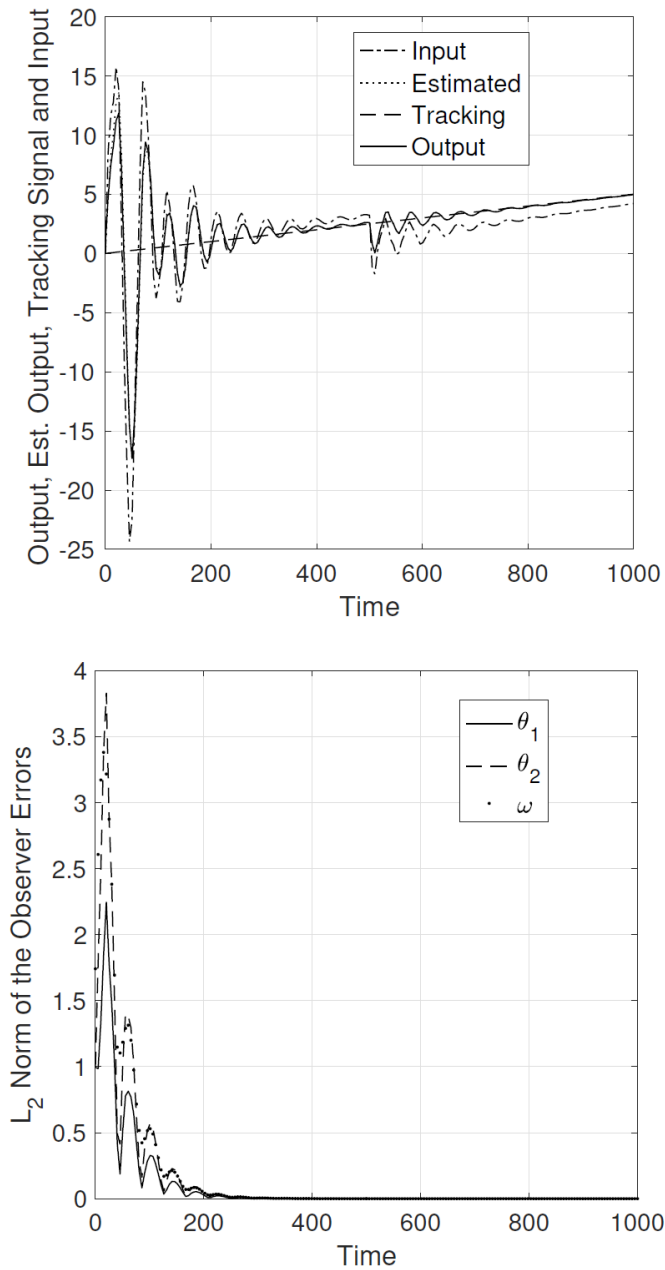 20
15
10
5
0
-5
-10
-15
-20
-25
Output, Est. Output, Tracking Signal and Input
Input
Estimated
Tracking
Output
0
200
400
600
800
1000
Time
4
3.5
3
2.5
2
1.5
1
0.5
0
L2 Norm of the Observer Errors
θ1
θ2
ω
0
200
400
600
800
1000
Time